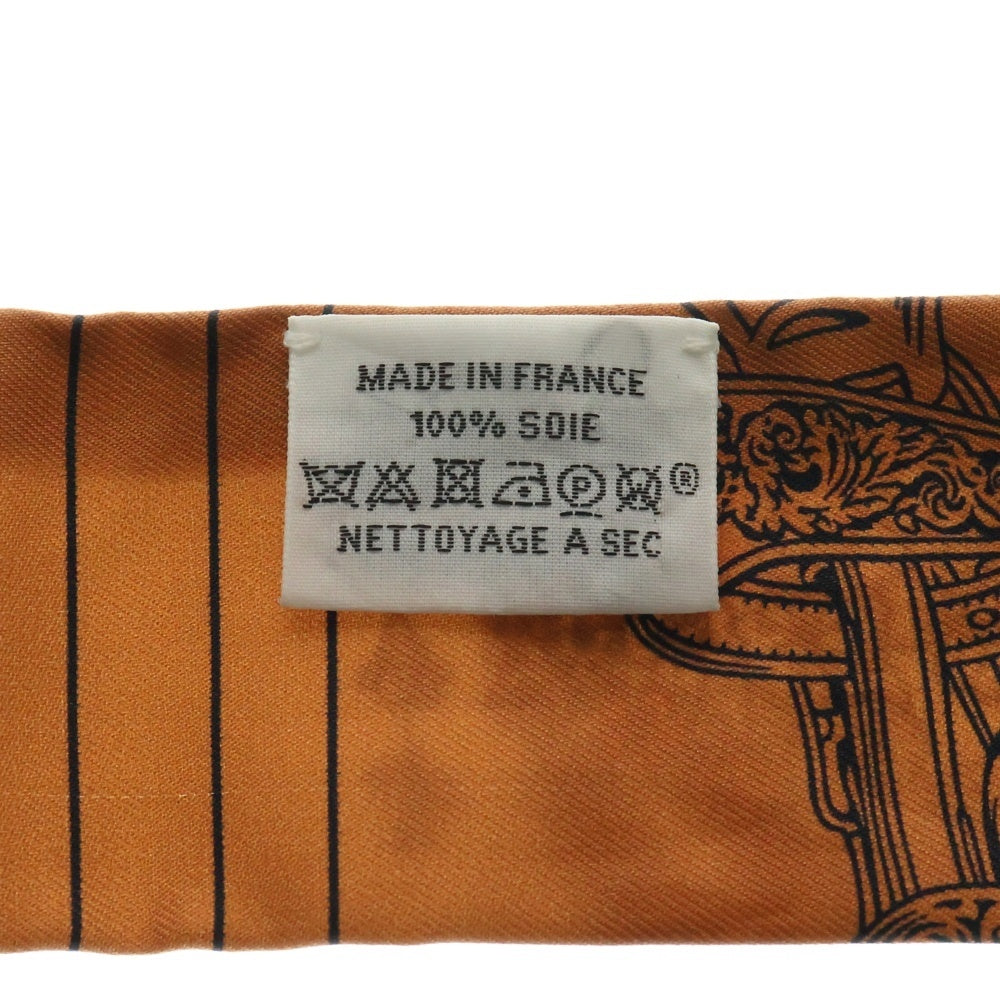 MADE IN FRANCE
100% SOIE
P ®
NETTOYAGE A SEC